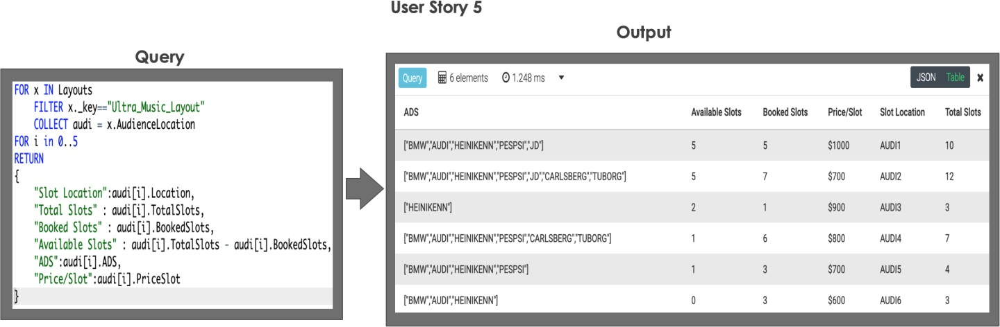 User Story 5
Query
FOR x IN Layouts
FILTER x._key=="Ultra_Music_Layout"
COLLECT audi = x.AudienceLocation
FOR i in 0..5
RETURN
{
"Slot Location":audi[i].Location,
"Total Slots" : audi[i].TotalSlots,
"Booked Slots" : audi[i].BookedSlots,
"Available Slots" : audi[i].TotalSlots - audi[i].BookedSlots,
"ADS":audi[i].ADS,
"Price/Slot":audi[i].PriceSlot
}
Output
Query 6 elements 1.248 ms JSON Table
ADS Available Slots Booked Slots Price/Slot Slot Location Total Slots
["BMW","AUDI","HEINIKENN","PESPSI","JD"] 5 5 $1000 AUDI1 10
["BMW","AUDI","HEINIKENN","PESPSI","JD","CARLSBERG","TUBORG"] 5 7 $700 AUDI2 12
["HEINIKENN"] 2 1 $900 AUDI3 3
["BMW","AUDI","HEINIKENN","PESPSI","CARLSBERG","TUBORG"] 1 6 $800 AUDI4 7
["BMW","AUDI","HEINIKENN","PESPSI"] 1 3 $700 AUDI5 4
["BMW","AUDI","HEINIKENN"] 0 3 $600 AUDI6 3